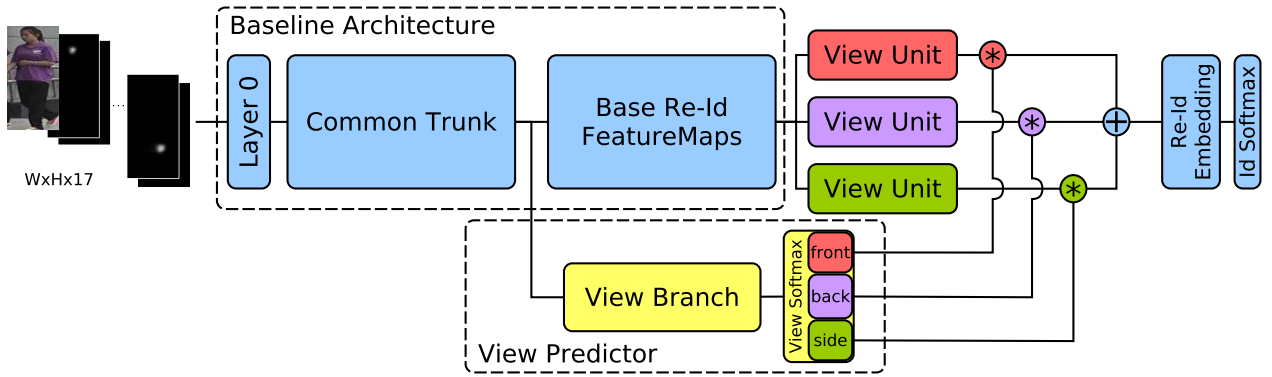 Baseline Architecture
WxHx17
...
Layer 0
Common Trunk
Base Re-Id
FeatureMaps
View Unit
*
View Unit
*
View Unit
*
+
Re-Id
Embedding
Id Softmax
View Branch
View Softmax
front
back
side
View Predictor